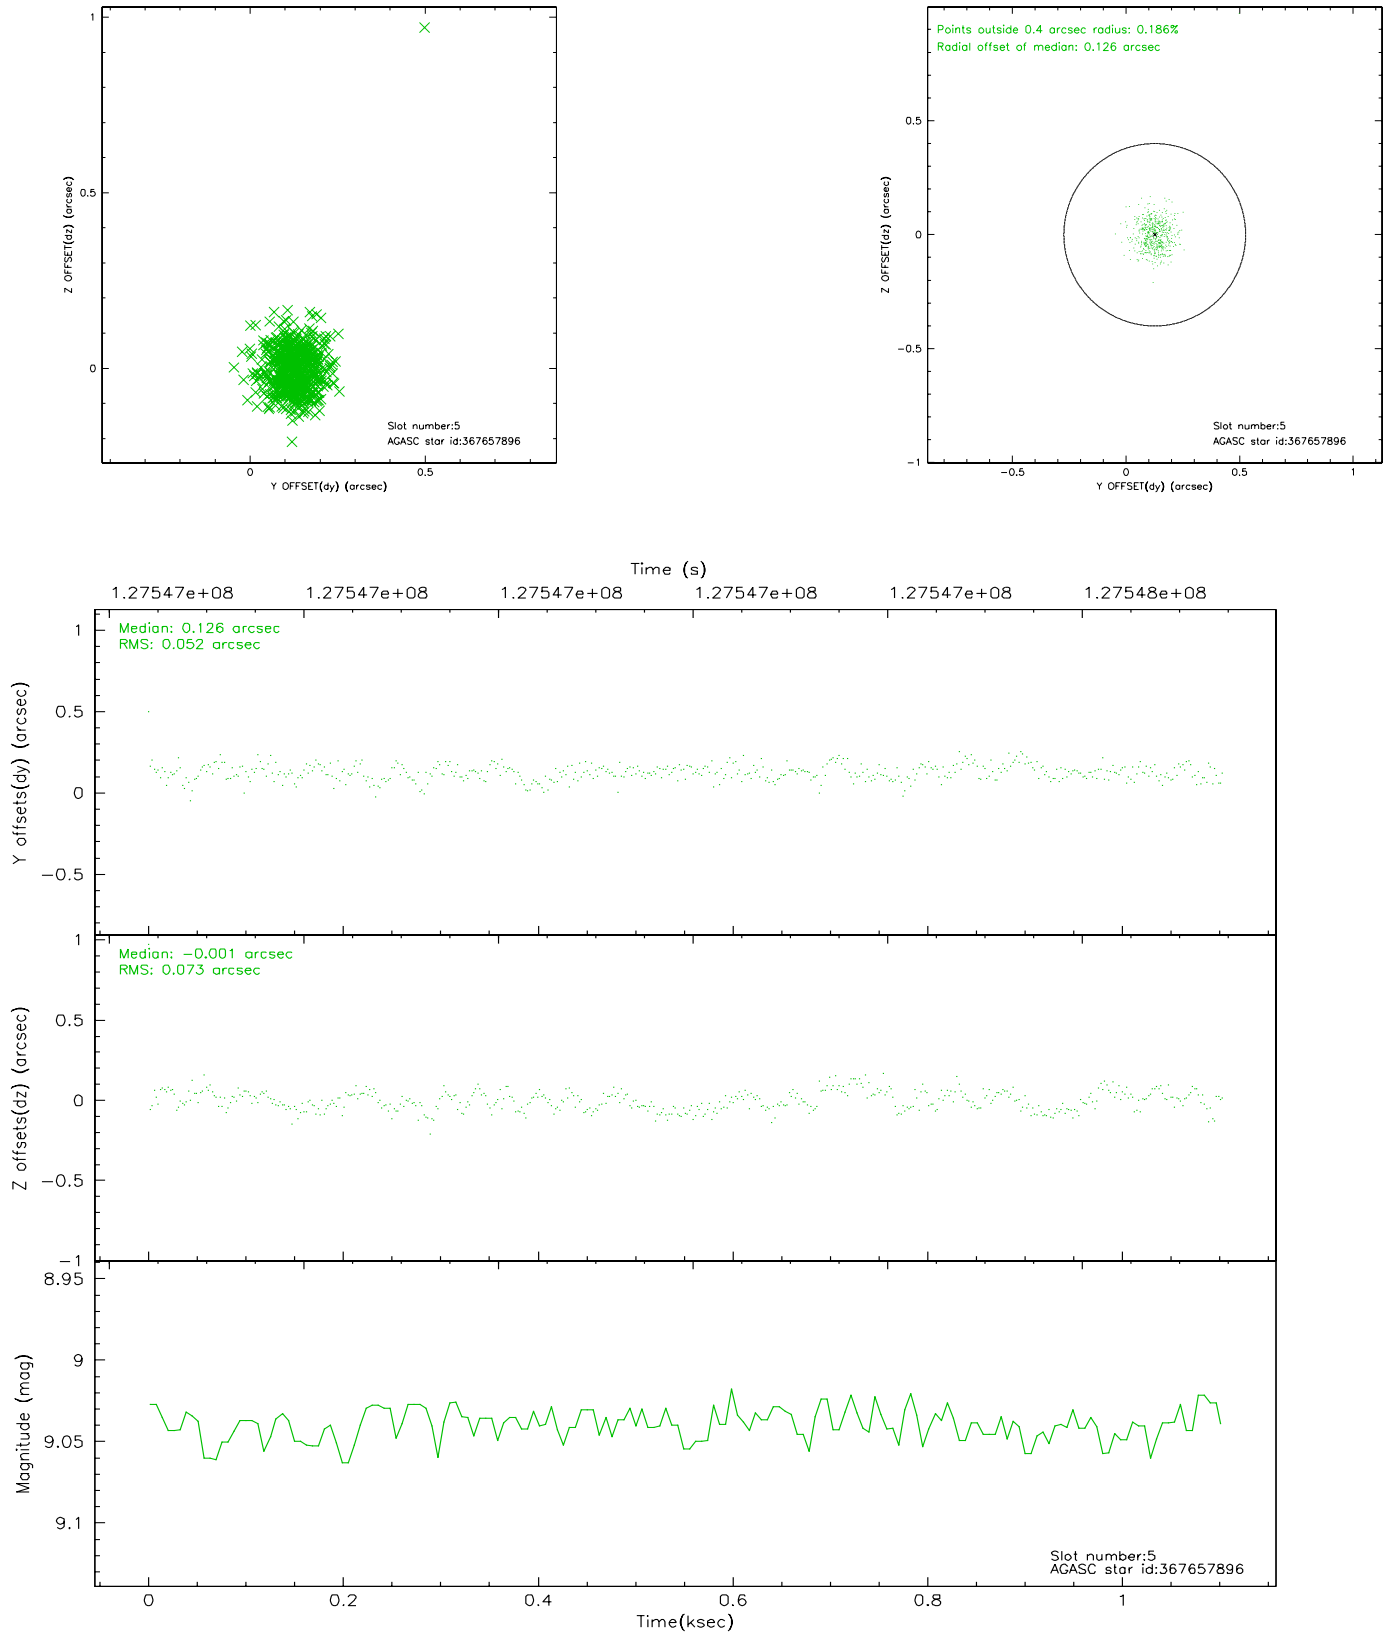 1
0.5
0
Z OFFSET(dz) (arcsec)
Slot number:5
AGASC star id:367657896
0
0.5
Y OFFSET(dy) (arcsec)
Points outside 0.4 arcsec radius: 0.186%
Radial offset of median: 0.126 arcsec
0.5
0
−0.5
−1
Z OFFSET(dz) (arcsec)
Slot number:5
AGASC star id:367657896
−0.5
0
0.5
1
Y OFFSET(dy) (arcsec)
Time (s)
1.27547e+08 1.27547e+08 1.27547e+08 1.27547e+08 1.27547e+08 1.27548e+08
Median: 0.126 arcsec
RMS: 0.052 arcsec
1
0.5
0
−0.5
Y offsets(dy) (arcsec)
Median: −0.001 arcsec
RMS: 0.073 arcsec
1
0.5
0
−0.5
−1
Z offsets(dz) (arcsec)
8.95
9
9.05
9.1
Magnitude (mag)
Slot number:5
AGASC star id:367657896
0 0.2 0.4 0.6 0.8 1
Time(ksec)